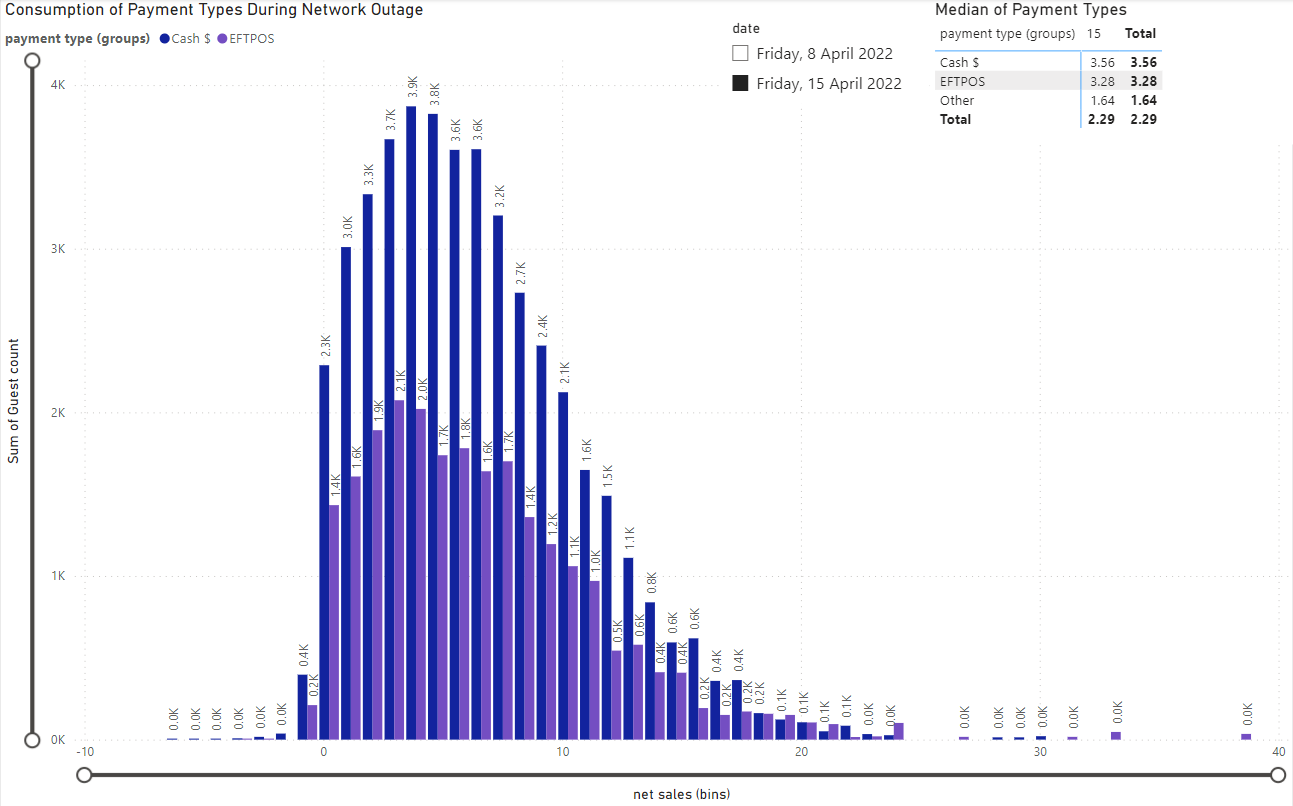 Consumption of Payment Types During Network Outage
payment type (groups) Cash $ EFTPOS
date
Friday, 8 April 2022
Friday, 15 April 2022
Median of Payment Types
payment type (groups) 15 Total
Cash $ 3.56 3.56
EFTPOS 3.28 3.28
Other 1.64 1.64
Total 2.29 2.29
Sum of Guest count
4K
3K
2K
1K
0K
0.0K 0.0K 0.0K 0.0K 0.0K 0.0K 0.4K 0.2K 2.3K 1.4K 3.0K 1.6K 3.3K 1.9K 3.7K 2.1K 3.9K 2.0K 3.8K 1.7K 3.6K 1.8K 3.6K 1.6K 3.2K 1.7K 2.7K 1.4K 2.4K 1.2K 2.1K 1.1K 1.6K 1.0K 1.5K 0.5K 1.1K 0.6K 0.8K 0.4K 0.6K 0.4K 0.6K 0.2K 0.4K 0.2K 0.4K 0.2K 0.2K 0.1K 0.1K 0.1K 0.1K 0.0K 0.0K 0.0K 0.0K 0.0K 0.0K 0.0K 0.0K 0.0K
-10 0 10 20 30 40
net sales (bins)